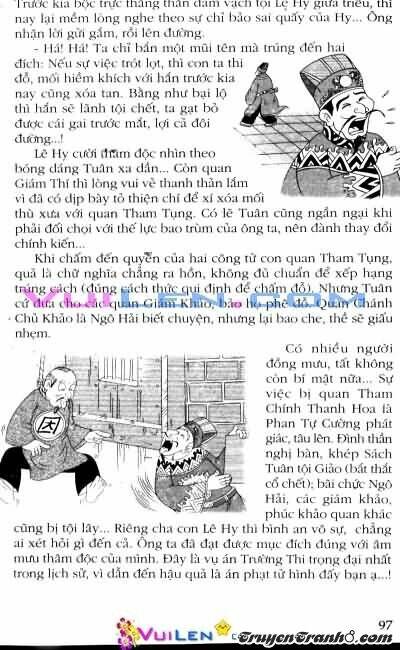 Trước kia bộc trực thẳng thắn dám vạch tội Lê Hy giữa triều, thì
nay lại mềm lòng nghe theo sự chỉ bảo sai quấy của Hy... Ông
nhận lời gửi gắm, rồi lên đường.
- Há! Há! Ta chỉ bắn một mũi tên mà trúng đến hai
đích: Nếu sự việc trót lọt, thì con ta thi
đỗ, mối hiềm khích với hắn trước kia
nay cũng xóa tan. Bằng như bại lộ
thì hắn sẽ lãnh tội chết, ta gạt bỏ
được cái gai trước mắt, lợi cả đôi
đường...!
Lê Hy cười thâm độc nhìn theo
bóng dáng Tuân xa dần... Còn quan
Giám Thí thì lòng vui vẻ thanh thản lắm
vì đã có dịp bày tỏ thiện chí để xí xóa mối
thù xưa với quan Tham Tụng. Có lẽ Tuân cũng ngần ngại khi
phải đối chọi với thế lực bao trùm của ông ta, nên đành thay đổi
chính kiến...
Khi chấm đến quyển của hai công tử con quan Tham Tụng,
quả là chữ nghĩa chẳng ra hồn, không đủ chuẩn để xếp hạng
trúng cách (đúng cách thức qui định để chấm đỗ). Nhưng Tuân
cứ đưa cho các quan Giám Khảo, bảo họ phê đỗ. Quan Chánh
Chủ Khảo là Ngô Hải biết chuyện, nhưng lại bao che, thề sẽ giấu
nhẹm.
VUILEN.COM
Có nhiều người
đồng mưu, tất không
còn bí mật nữa... Sự
việc bị quan Tham
Chính Thanh Hoa là
Phan Tự Cường phát
giác, tâu lên. Đình thần
nghị bàn, khép Sách
Tuân tội Giảo (bắt thắt
cổ chết); bãi chức Ngô
Hải, các giám khảo,
phúc khảo quan khác
cũng bị tội lây... Riêng cha con Lê Hy thì bình an vô sự, chẳng
ai xét hỏi gì đến cả. Ông ta đã đạt được mục đích đúng với âm
mưu thâm độc của mình. Đây là vụ án Trường Thi trọng đại nhất
trong lịch sử, vì dẫn đến hậu quả là án phạt tử hình đấy bạn ạ...!
97
VUILEN
TruyenTranh8.com